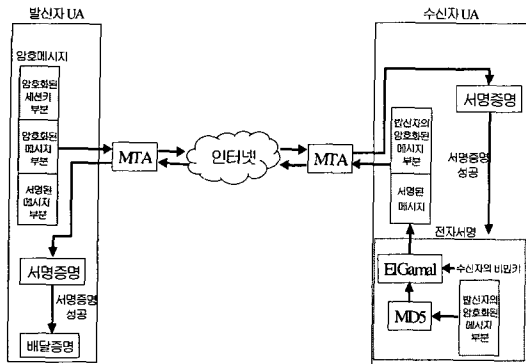 발신자 UA
암호메시지
암호화된
세션키
부분
암호화된
메시지
부분
서명된
메시지
부분
서명증명
서명증명
성공
배달증명
MTA
인터넷
MTA
수신자 UA
서명증명
발신자의
암호화된
메시지
부분
서명된
메시지
서명증명
성공
전자서명
ElGamal
수신자의 비밀키
MD5
발신자의
암호화된
메시지
부분